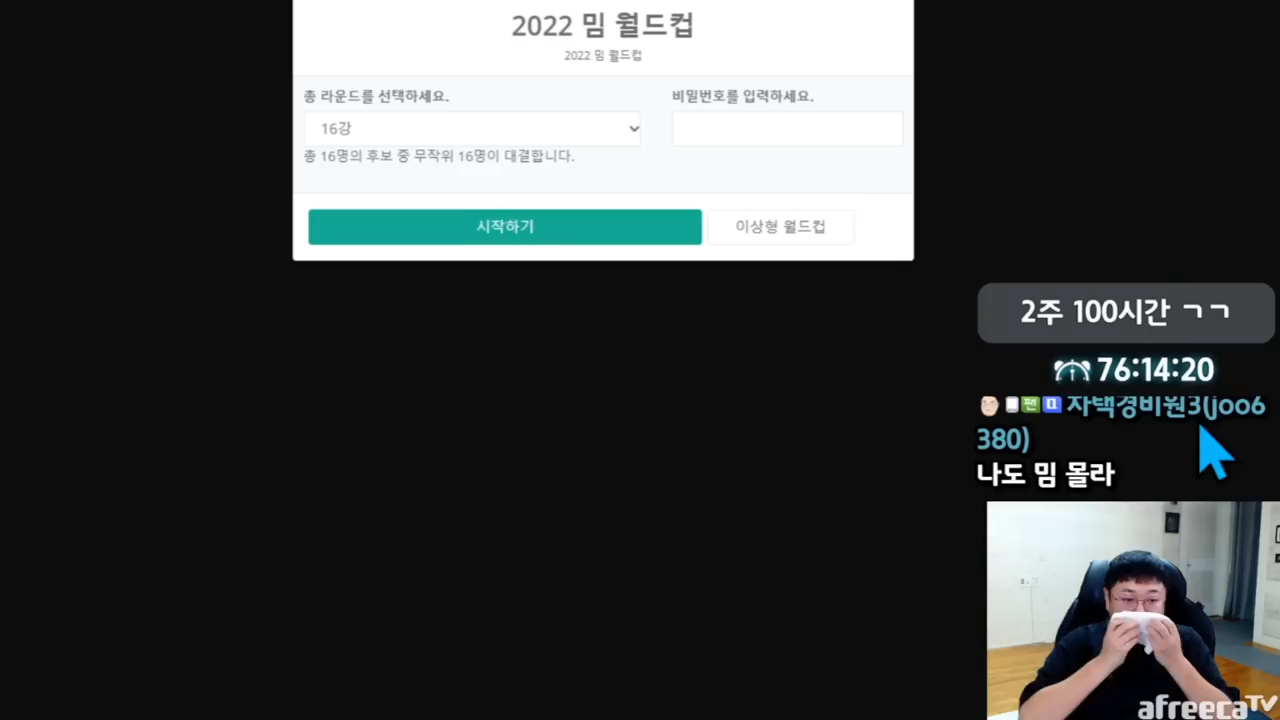 2022 밈 월드컵
2022 밈 월드컵
총 라운드를 선택하세요.
16강
총 16명의 후보 중 무작위 16명이 대결합니다.
비밀번호를 입력하세요.
시작하기
이상형 월드컵
2주 100시간 ㄱㄱ
76:14:20
팬 자택경비원3(joo6
380)
나도 밈 몰라
afreecaTV